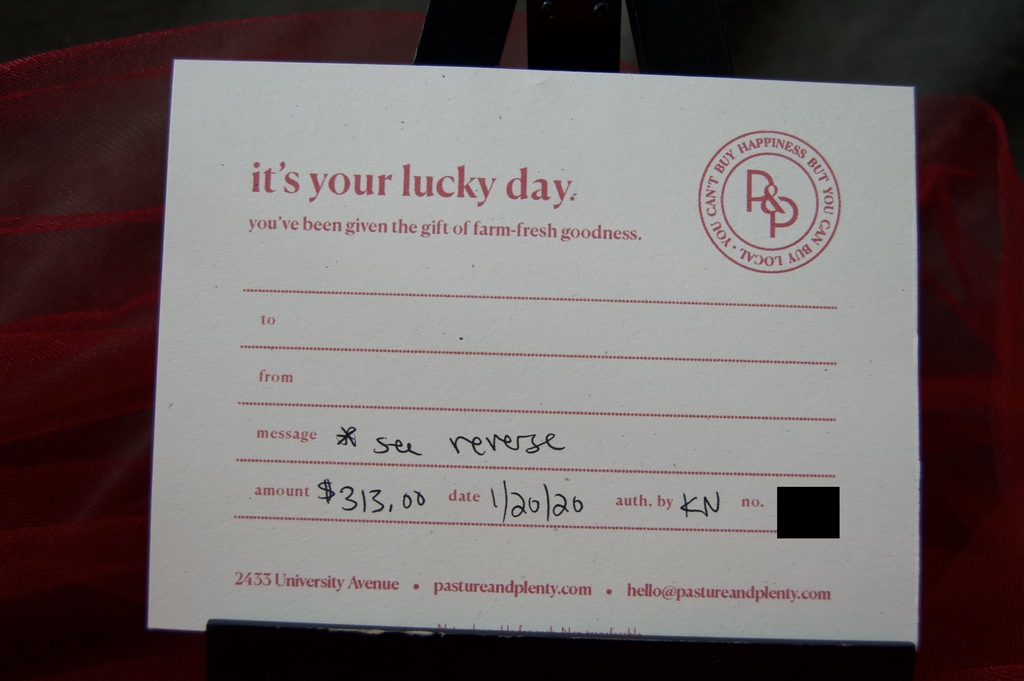 it's your lucky day.
you've been given the gift of farm-fresh goodness.
YOU CAN'T BUY HAPPINESS BUT YOU CAN BUY LOCAL •
P&P
to
from
message * see reverse
amount $313.00 date 1/20/20 auth. by KN no.
2433 University Avenue • pastureandplenty.com • hello@pastureandplenty.com